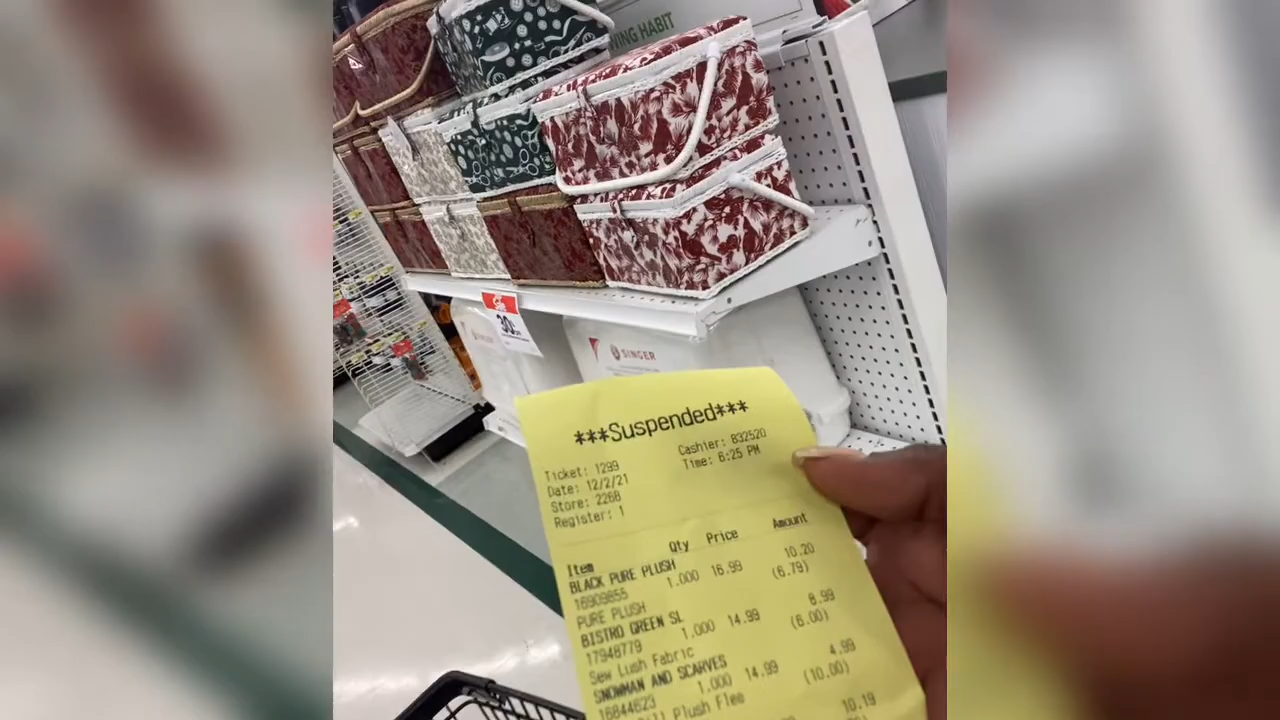 WING HABIT
30%
SINGER
***Suspended***
Ticket: 1299 Cashier: 832520
Date: 12/2/21 Time: 6:25 PM
Store: 2268
Register: 1
Item Qty Price Amount
BLACK PURE PLUSH 10.20
16909855 1.000 16.99 (6.79)
PURE PLUSH
BISTRO GREEN SL 8.99
17948779 1.000 14.99 (6.00)
Sew Lush Fabric
SNOWMAN AND SCARVES 4.99
16844623 1.000 14.99 (10.00)
Plush Flee 10.19